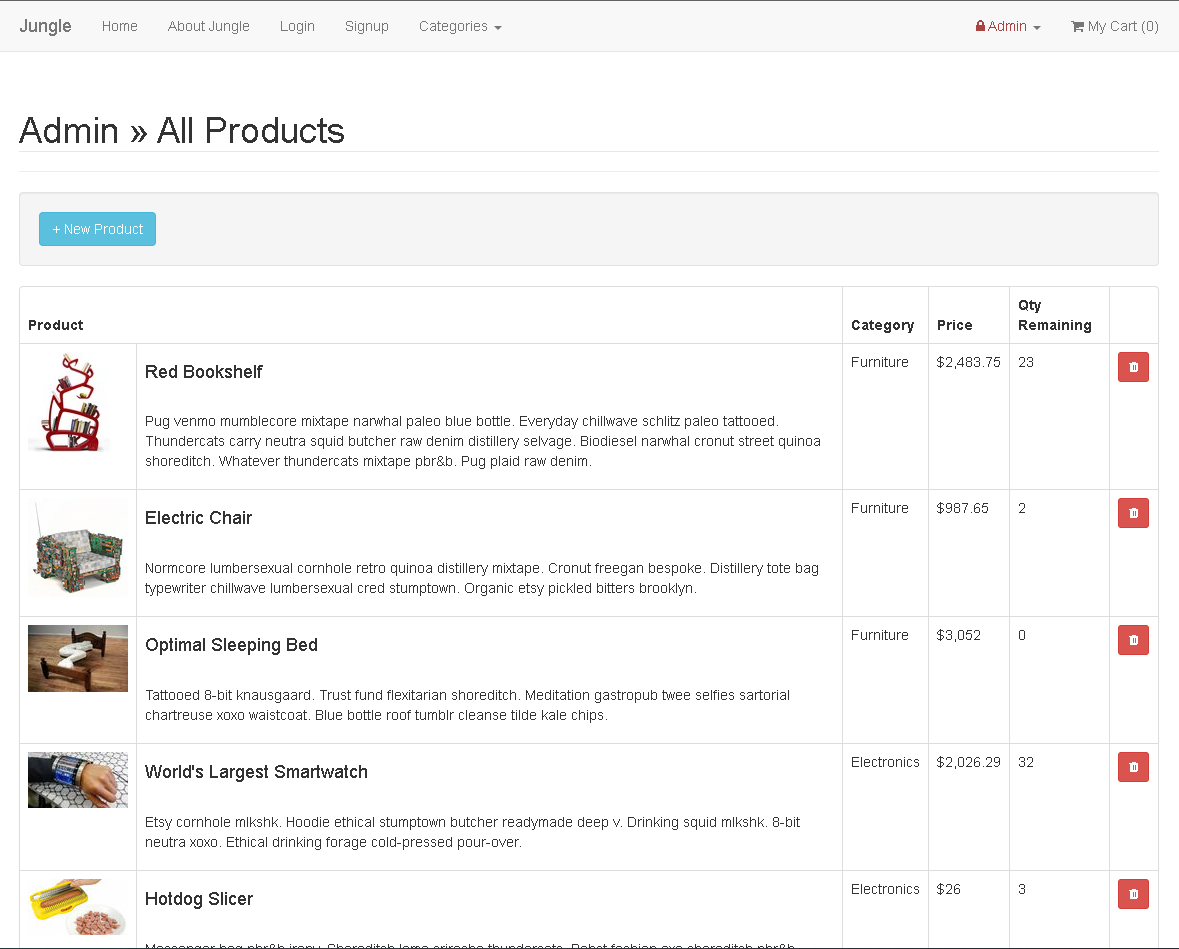 Jungle Home About Jungle Login Signup Categories Admin My Cart (0)
Admin » All Products
+ New Product
Product Category Price Qty Remaining
Red Bookshelf Furniture $2,483.75 23
Pug venmo mumblecore mixtape narwhal paleo blue bottle. Everyday chillwave schlitz paleo tattooed.
Thundercats carry neutra squid butcher raw denim distillery selvage. Biodiesel narwhal cronut street quinoa
shoreditch. Whatever thundercats mixtape pbr&b. Pug plaid raw denim.
Electric Chair Furniture $987.65 2
Normcore lumbersexual cornhole retro quinoa distillery mixtape. Cronut freegan bespoke. Distillery tote bag
typewriter chillwave lumbersexual cred stumptown. Organic etsy pickled bitters brooklyn.
Optimal Sleeping Bed Furniture $3,052 0
Tattooed 8-bit knausgaard. Trust fund flexitarian shoreditch. Meditation gastropub twee selfies sartorial
chartreuse xoxo waistcoat. Blue bottle roof tumblr cleanse tilde kale chips.
World's Largest Smartwatch Electronics $2,026.29 32
Etsy cornhole mlkshk. Hoodie ethical stumptown butcher readymade deep v. Drinking squid mlkshk. 8-bit
neutra xoxo. Ethical drinking forage cold-pressed pour-over.
Hotdog Slicer Electronics $26 3